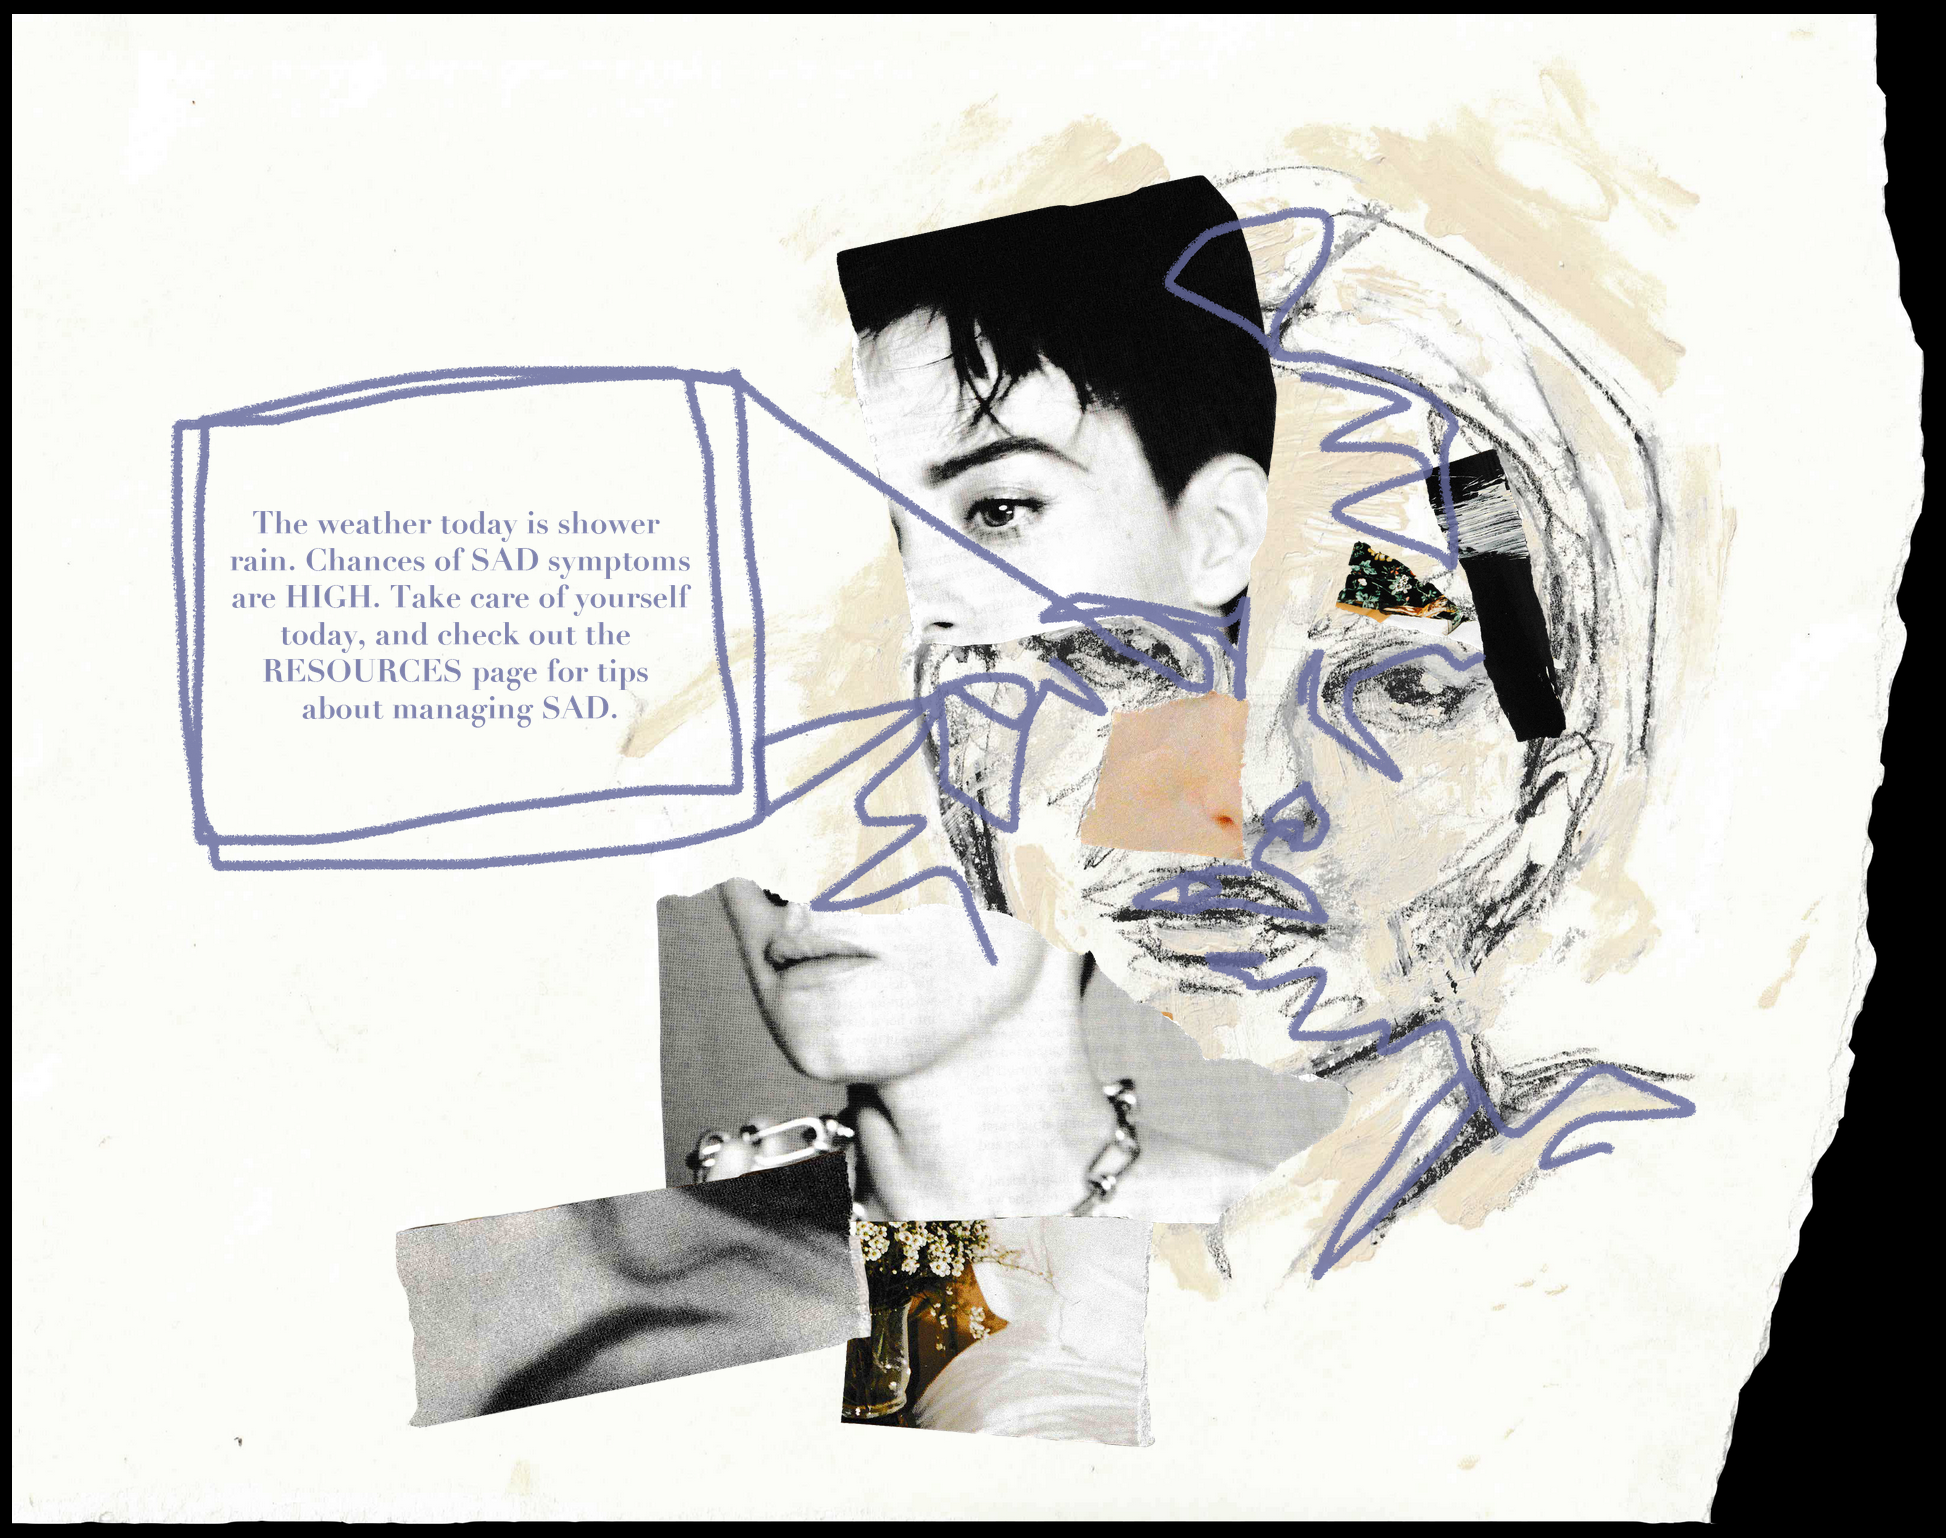 The weather today is shower
rain. Chances of SAD symptoms
are HIGH. Take care of yourself
today, and check out the
RESOURCES page for tips
about managing SAD.